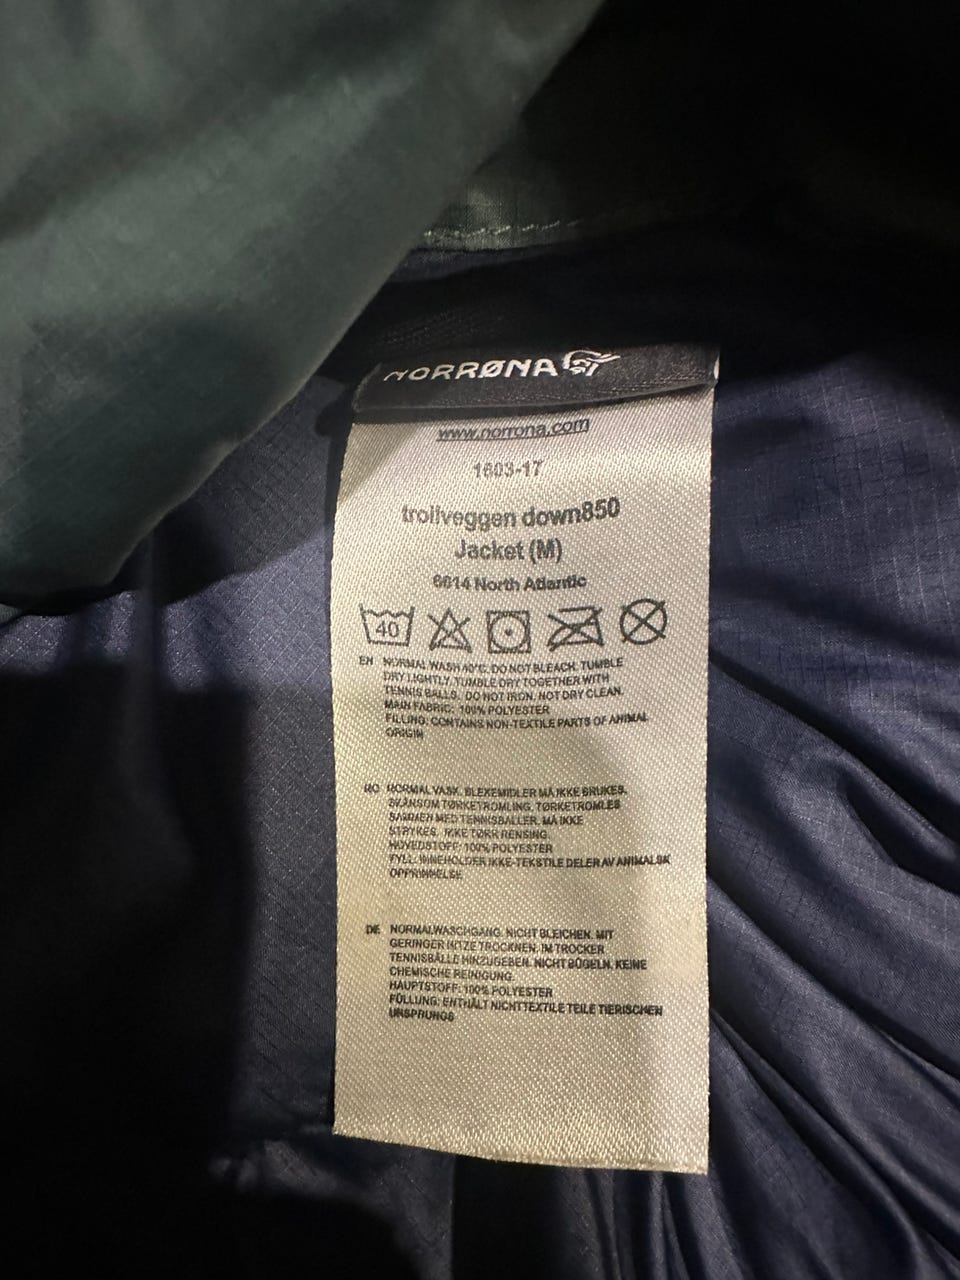 NORRØNA
www.norrona.com
1603-17
trollveggen down850
Jacket (M)
6614 North Atlantic
40
EN NORMAL WASH 40°C. DO NOT BLEACH. TUMBLE
DRY LIGHTLY. TUMBLE DRY TOGETHER WITH
TENNIS BALLS. DO NOT IRON. NOT DRY CLEAN.
MAIN FABRIC: 100% POLYESTER
FILLING: CONTAINS NON-TEXTILE PARTS OF ANIMAL
ORIGIN
NO NORMAL VASK. BLEKEMIDLER MÅ IKKE BRUKES.
SKÅNSOM TØRKETROMLING. TØRKETROMLES
SAMMEN MED TENNISBALLER. MÅ IKKE
STRYKES. IKKE TØRR RENSING.
HOVEDSTOFF: 100% POLYESTER
FYLL: INNEHOLDER IKKE-TEKSTILE DELER AV ANIMALSK
OPPRINNELSE
DE NORMALWASCHGANG. NICHT BLEICHEN. MIT
GERINGER HITZE TROCKNEN. IM TROCKER
TENNISBÄLLE HINZUGEBEN. NICHT BÜGELN. KEINE
CHEMISCHE REINIGUNG.
HAUPTSTOFF: 100% POLYESTER
FÜLLUNG: ENTHÄLT NICHTTEXTILE TEILE TIERISCHEN
URSPRUNGS